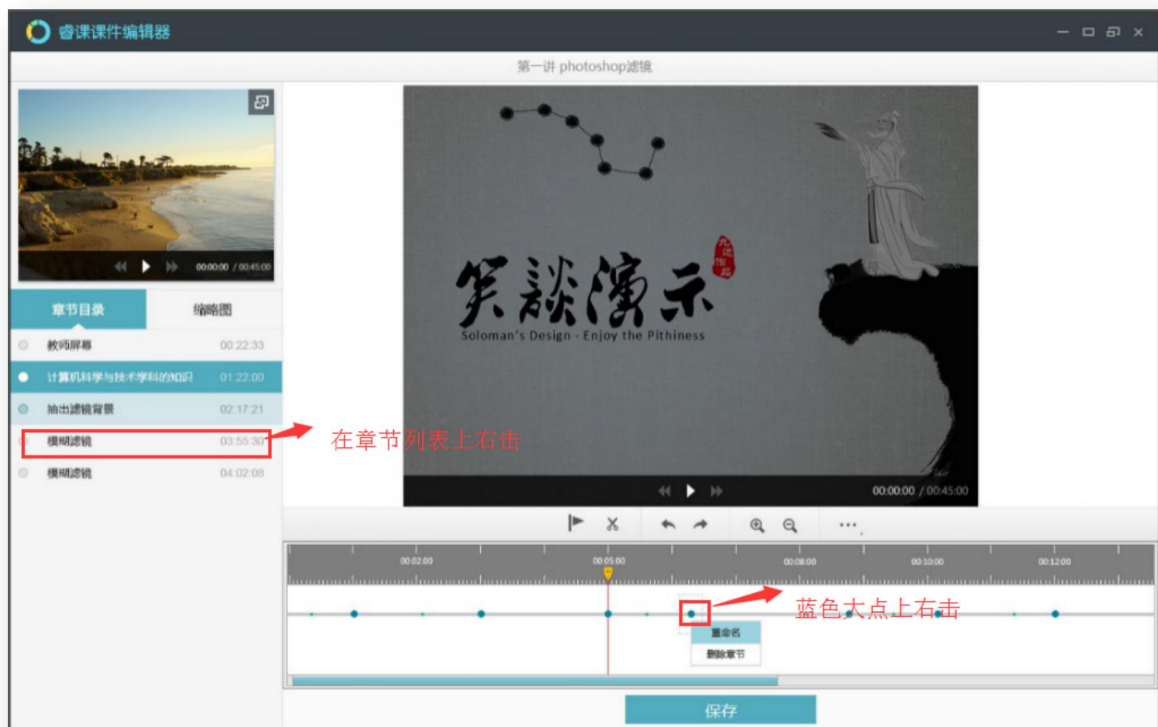 睿课课件编辑器
第一讲 photoshop滤镜
00:00:00 / 00:45:00
章节目录
缩略图
教师屏幕 00:22:33
计算机科学与技术学科的知识 01:22:00
抽出滤镜背景 02:17:21
模糊滤镜 03:55:30
模糊滤镜 04:02:08
在章节列表上右击
笑談演示
Soloman's Design - Enjoy the Pithiness
00:00:00 / 00:45:00
00:02:00
00:05:00
00:08:00
00:10:00
00:12:00
蓝色大点上右击
重命名
删除章节
保存